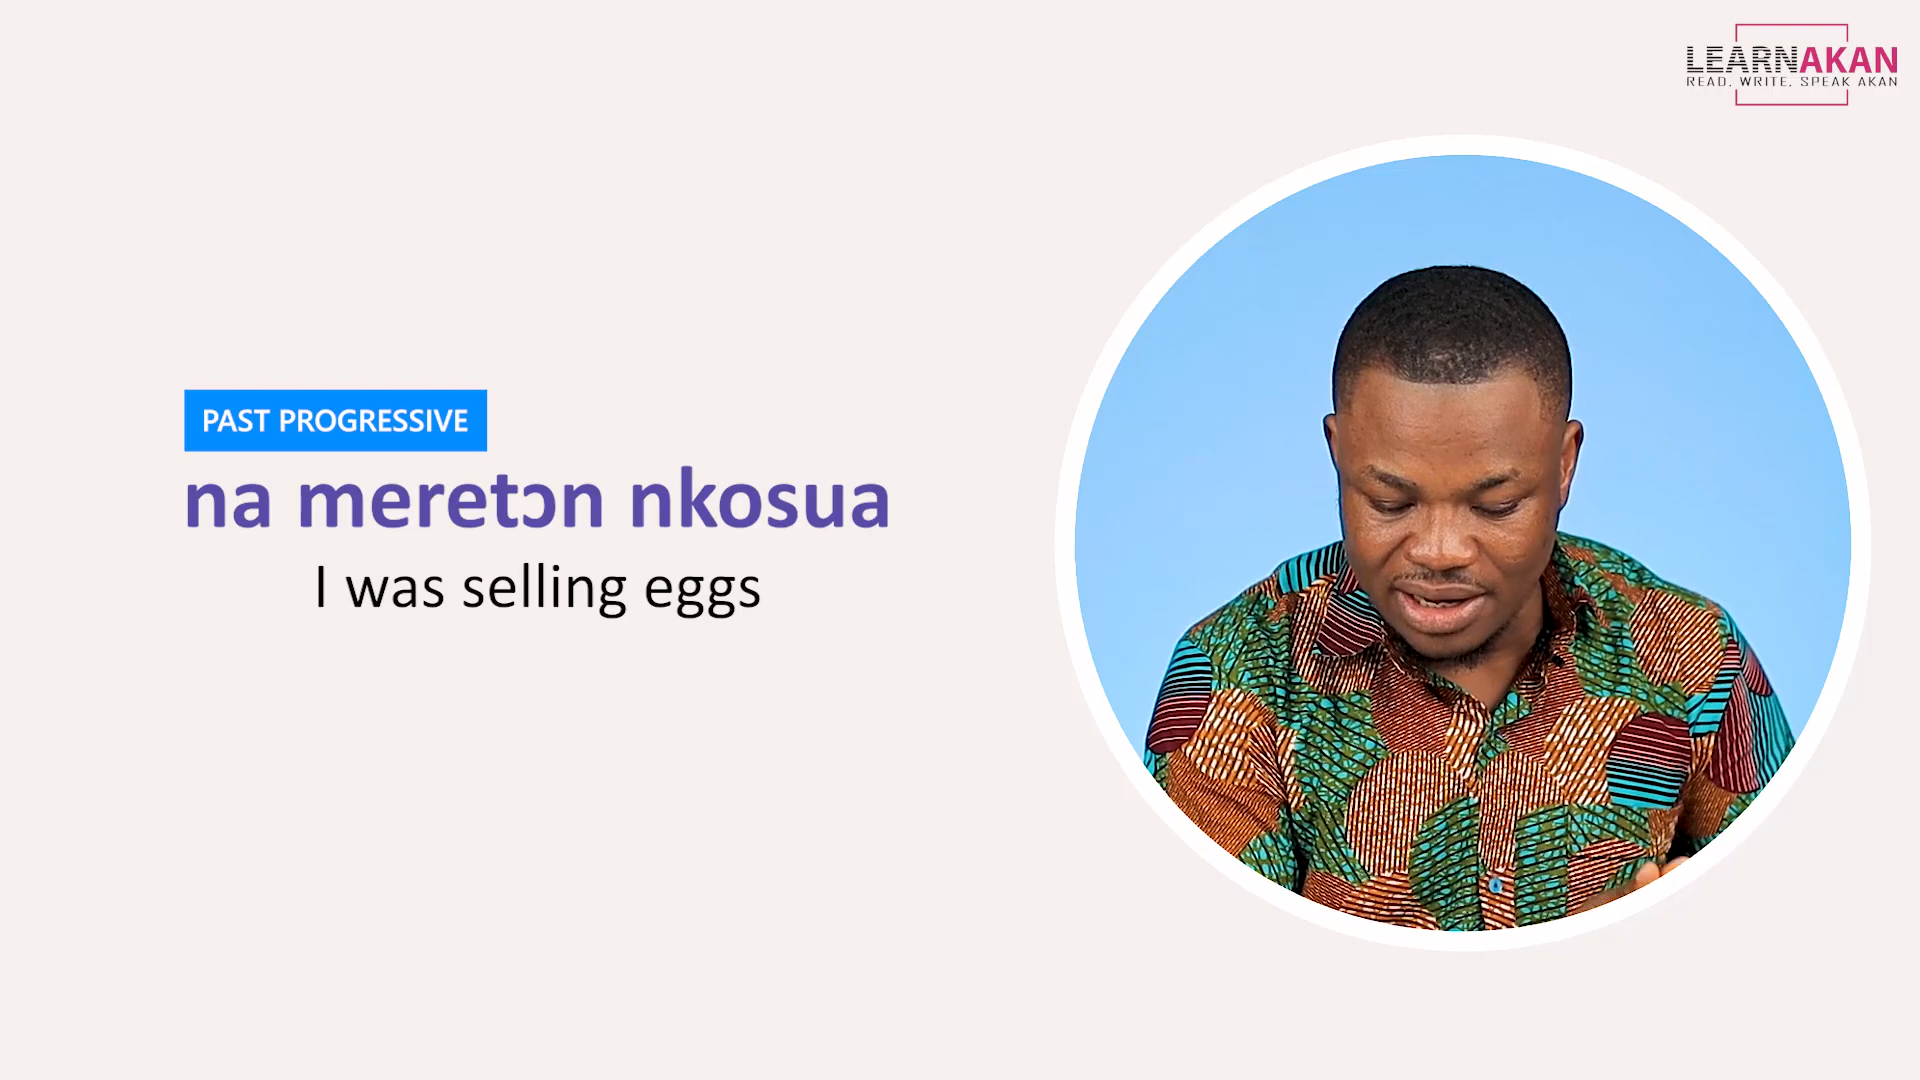 LEARNAKAN
READ. WRITE. SPEAK AKAN
PAST PROGRESSIVE
na meretɔn nkosua
I was selling eggs